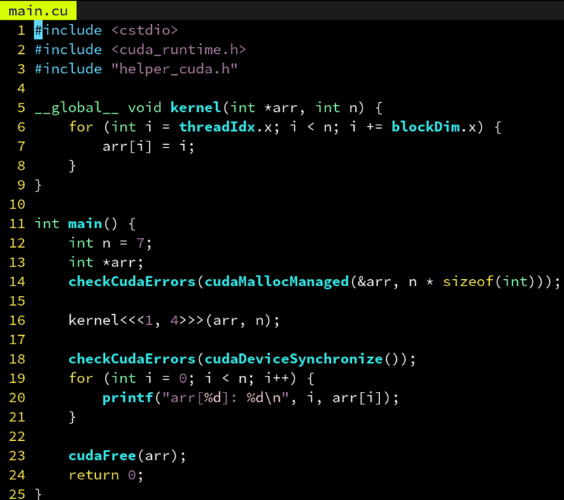 main.cu
1 #include <cstdio>
2 #include <cuda_runtime.h>
3 #include "helper_cuda.h"
4
5 __global__ void kernel(int *arr, int n) {
6     for (int i = threadIdx.x; i < n; i += blockDim.x) {
7         arr[i] = i;
8     }
9 }
10
11 int main() {
12     int n = 7;
13     int *arr;
14     checkCudaErrors(cudaMallocManaged(&arr, n * sizeof(int)));
15
16     kernel<<<1, 4>>>(arr, n);
17
18     checkCudaErrors(cudaDeviceSynchronize());
19     for (int i = 0; i < n; i++) {
20         printf("arr[%d]: %d\n", i, arr[i]);
21     }
22
23     cudaFree(arr);
24     return 0;
25 }